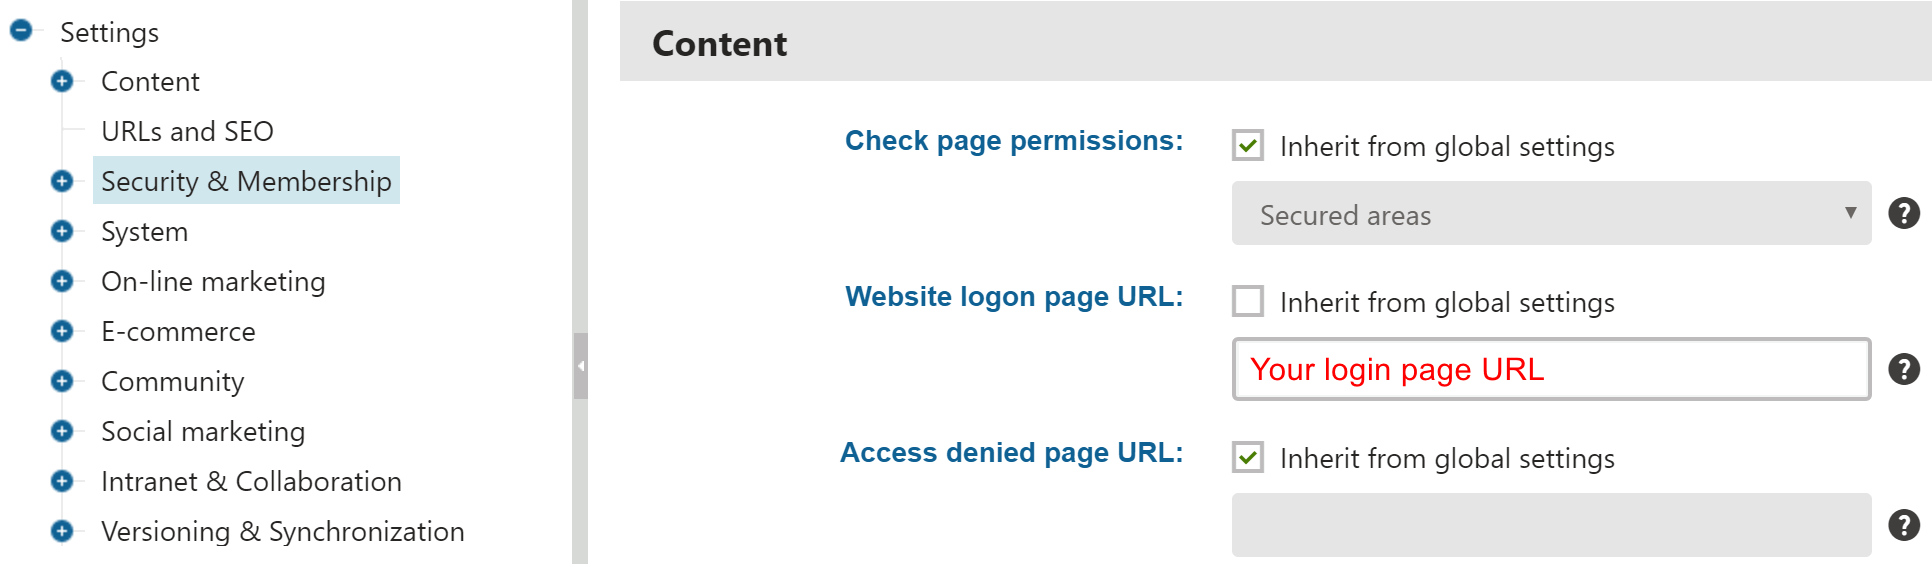 Settings
Content
URLs and SEO
Security & Membership
System
On-line marketing
E-commerce
Community
Social marketing
Intranet & Collaboration
Versioning & Synchronization
Content
Check page permissions:
Inherit from global settings
Secured areas
Website logon page URL:
Inherit from global settings
Your login page URL
Access denied page URL:
Inherit from global settings